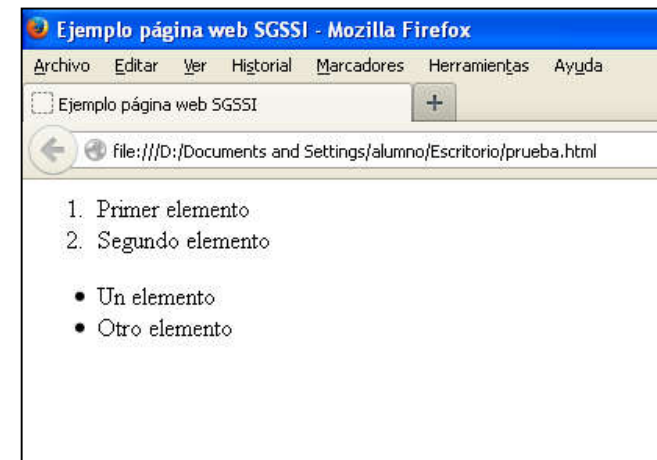 Ejemplo página web SGSSI - Mozilla Firefox
Archivo Editar Ver Historial Marcadores Herramientas Ayuda
Ejemplo página web SGSSI +
file:///D:/Documents and Settings/alumno/Escritorio/prueba.html
1. Primer elemento
2. Segundo elemento
• Un elemento
• Otro elemento